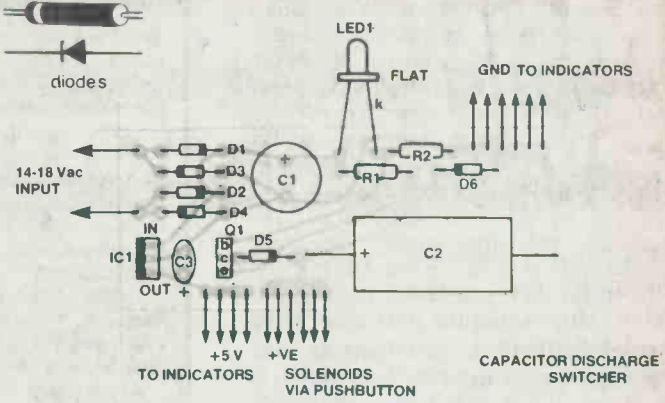 diodes
LED1
FLAT
k
GND TO INDICATORS
14-18 Vac
INPUT
D1
D3
D2
D4
+
C1
R2
R1
D6
IN
IC1
OUT
C3
+
Q1
b
c
e
D5
+
C2
+5 V
TO INDICATORS
+VE
SOLENOIDS
VIA PUSHBUTTON
CAPACITOR DISCHARGE
SWITCHER